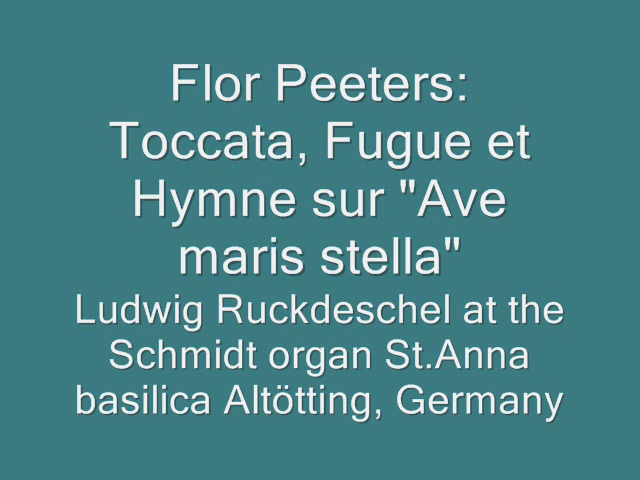 Flor Peeters:
Toccata, Fugue et
Hymne sur "Ave
maris stella"
Ludwig Ruckdeschel at the
Schmidt organ St.Anna
basilica Altötting, Germany